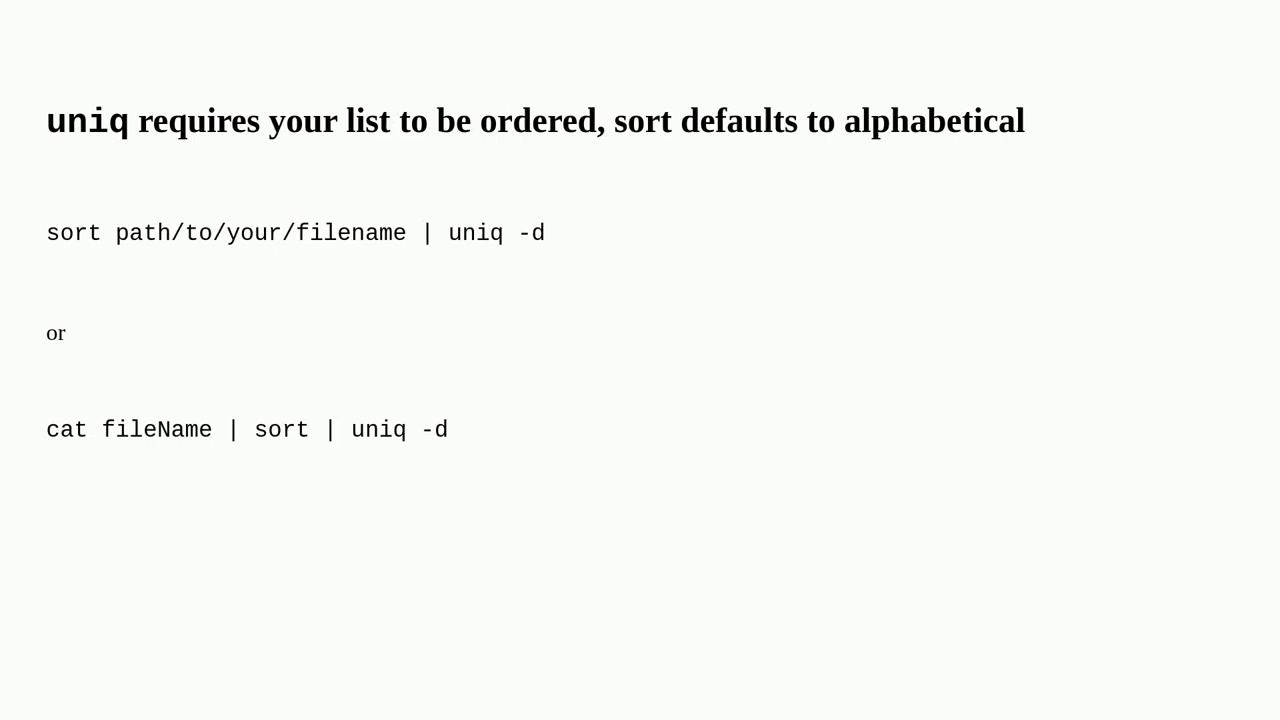 uniq requires your list to be ordered, sort defaults to alphabetical
sort path/to/your/filename | uniq -d
or
cat fileName | sort | uniq -d